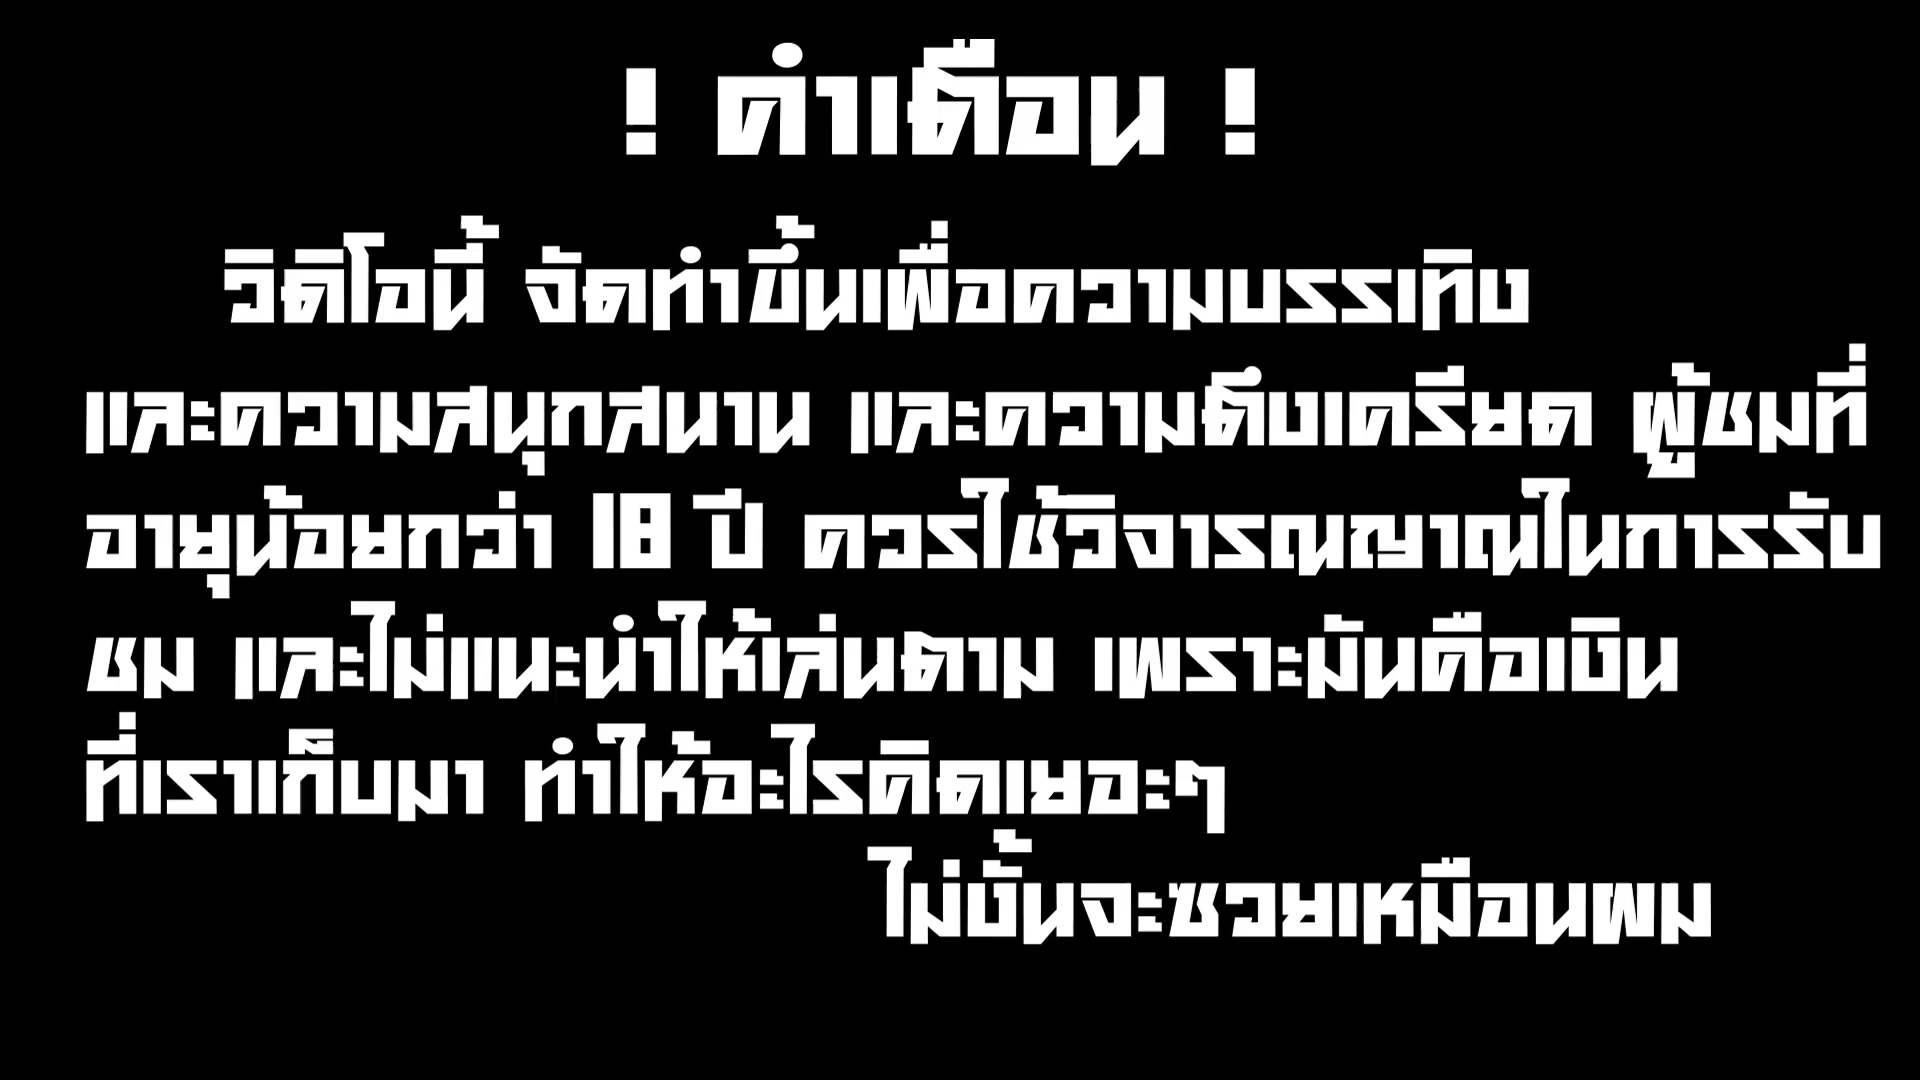 ! คำเตือน !
วิดิโอนี้ จัดทำขึ้นเพื่อความบรรเทิง
และความสนุกสนาน และความตึงเครียด ผู้ชมที่
อายุน้อยกว่า 18 ปี ควรใช้วิจารณญาณในการรับ
ชม และไม่แนะนำให้เล่นตาม เพราะมันคือเงิน
ที่เราเก็บมา ทำให้อะไรคิดเยอะๆ
ไม่งั้นจะซวยเหมือนผม